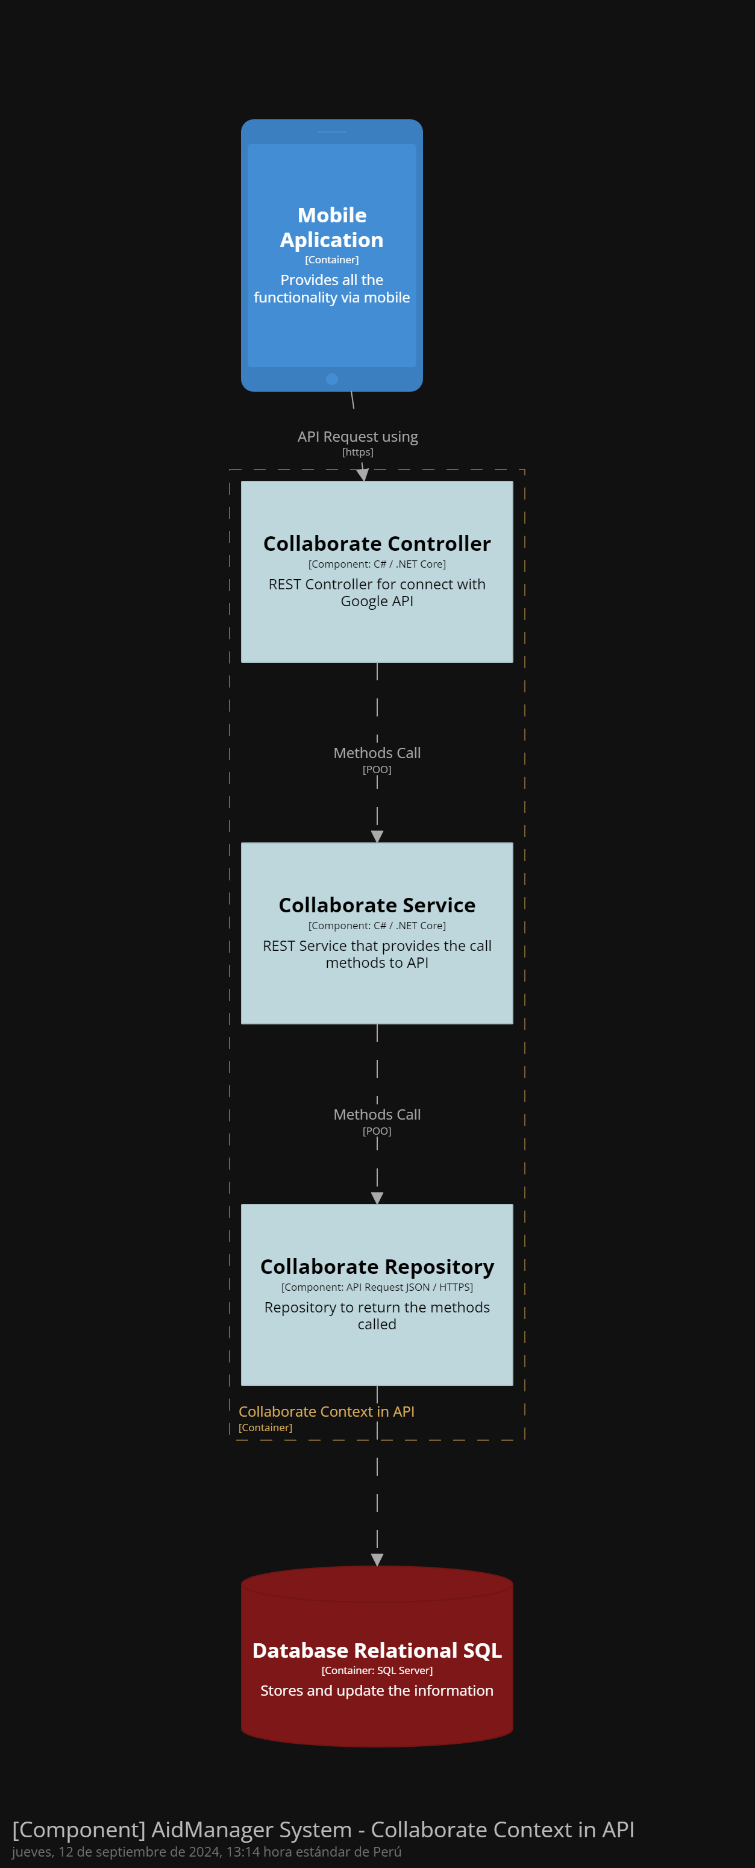 Mobile
Aplication
[Container]
Provides all the
functionality via mobile
API Request using
[https]
Collaborate Controller
[Component: C# / .NET Core]
REST Controller for connect with
Google API
Methods Call
[POO]
Collaborate Service
[Component: C# / .NET Core]
REST Service that provides the call
methods to API
Methods Call
[POO]
Collaborate Repository
[Component: API Request JSON / HTTPS]
Repository to return the methods
called
Collaborate Context in API
[Container]
Database Relational SQL
[Container: SQL Server]
Stores and update the information
[Component] AidManager System - Collaborate Context in API
jueves, 12 de septiembre de 2024, 13:14 hora estándar de Perú